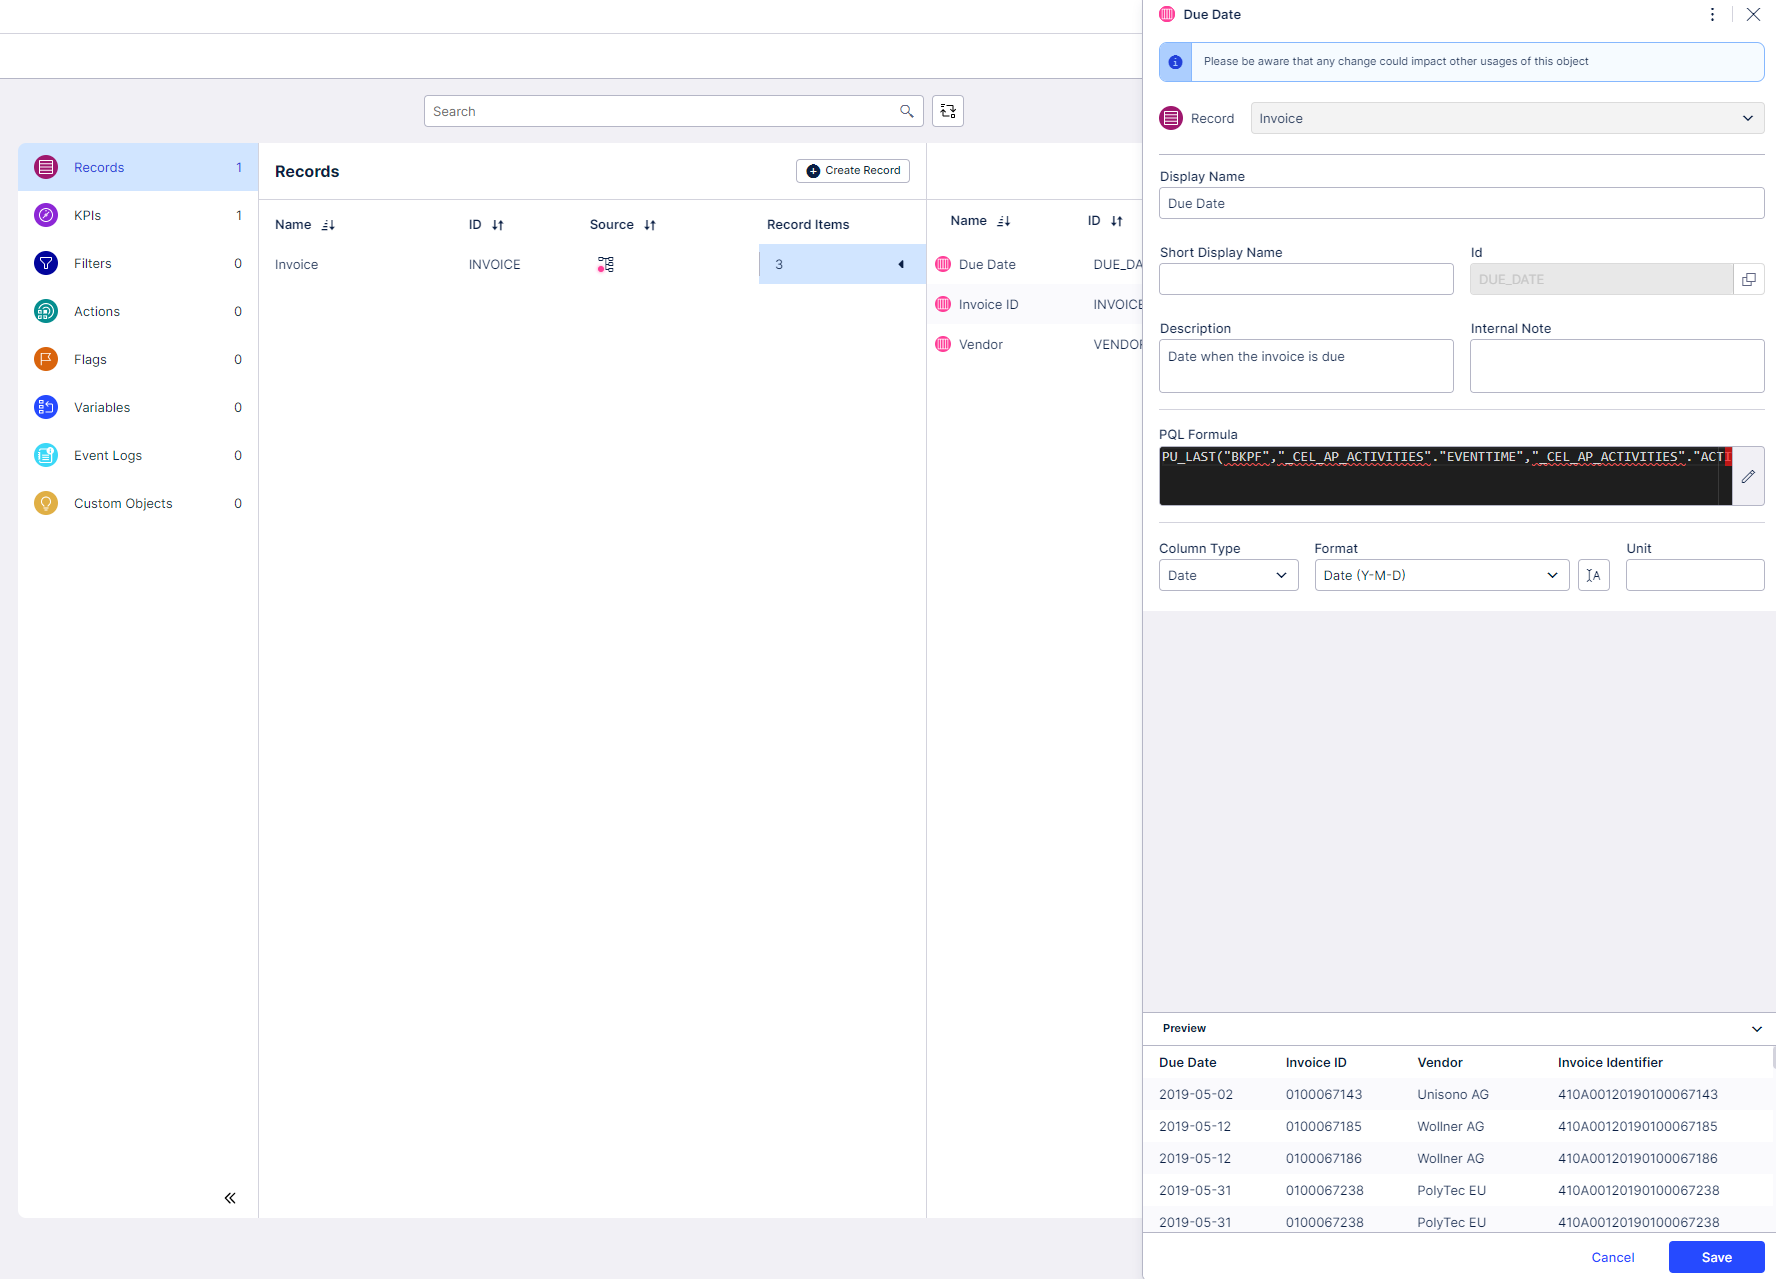 Search
Records 1
KPIs 1
Filters 0
Actions 0
Flags 0
Variables 0
Event Logs 0
Custom Objects 0
Records
Create Record
Name ID Source Record Items
Invoice INVOICE 3
Name ID
Due Date DUE_DA
Invoice ID INVOICE
Vendor VENDOR
Due Date
Please be aware that any change could impact other usages of this object
Record Invoice
Display Name
Due Date
Short Display Name Id
DUE_DATE
Description Internal Note
Date when the invoice is due
PQL Formula
PU_LAST("BKPF","_CEL_AP_ACTIVITIES"."EVENTTIME","_CEL_AP_ACTIVITIES"."ACTI
Column Type Format Unit
Date Date (Y-M-D)
Preview
Due Date Invoice ID Vendor Invoice Identifier
2019-05-02 0100067143 Unisono AG 410A00120190100067143
2019-05-12 0100067185 Wollner AG 410A00120190100067185
2019-05-12 0100067186 Wollner AG 410A00120190100067186
2019-05-31 0100067238 PolyTec EU 410A00120190100067238
2019-05-31 0100067238 PolyTec EU 410A00120190100067238
Cancel Save